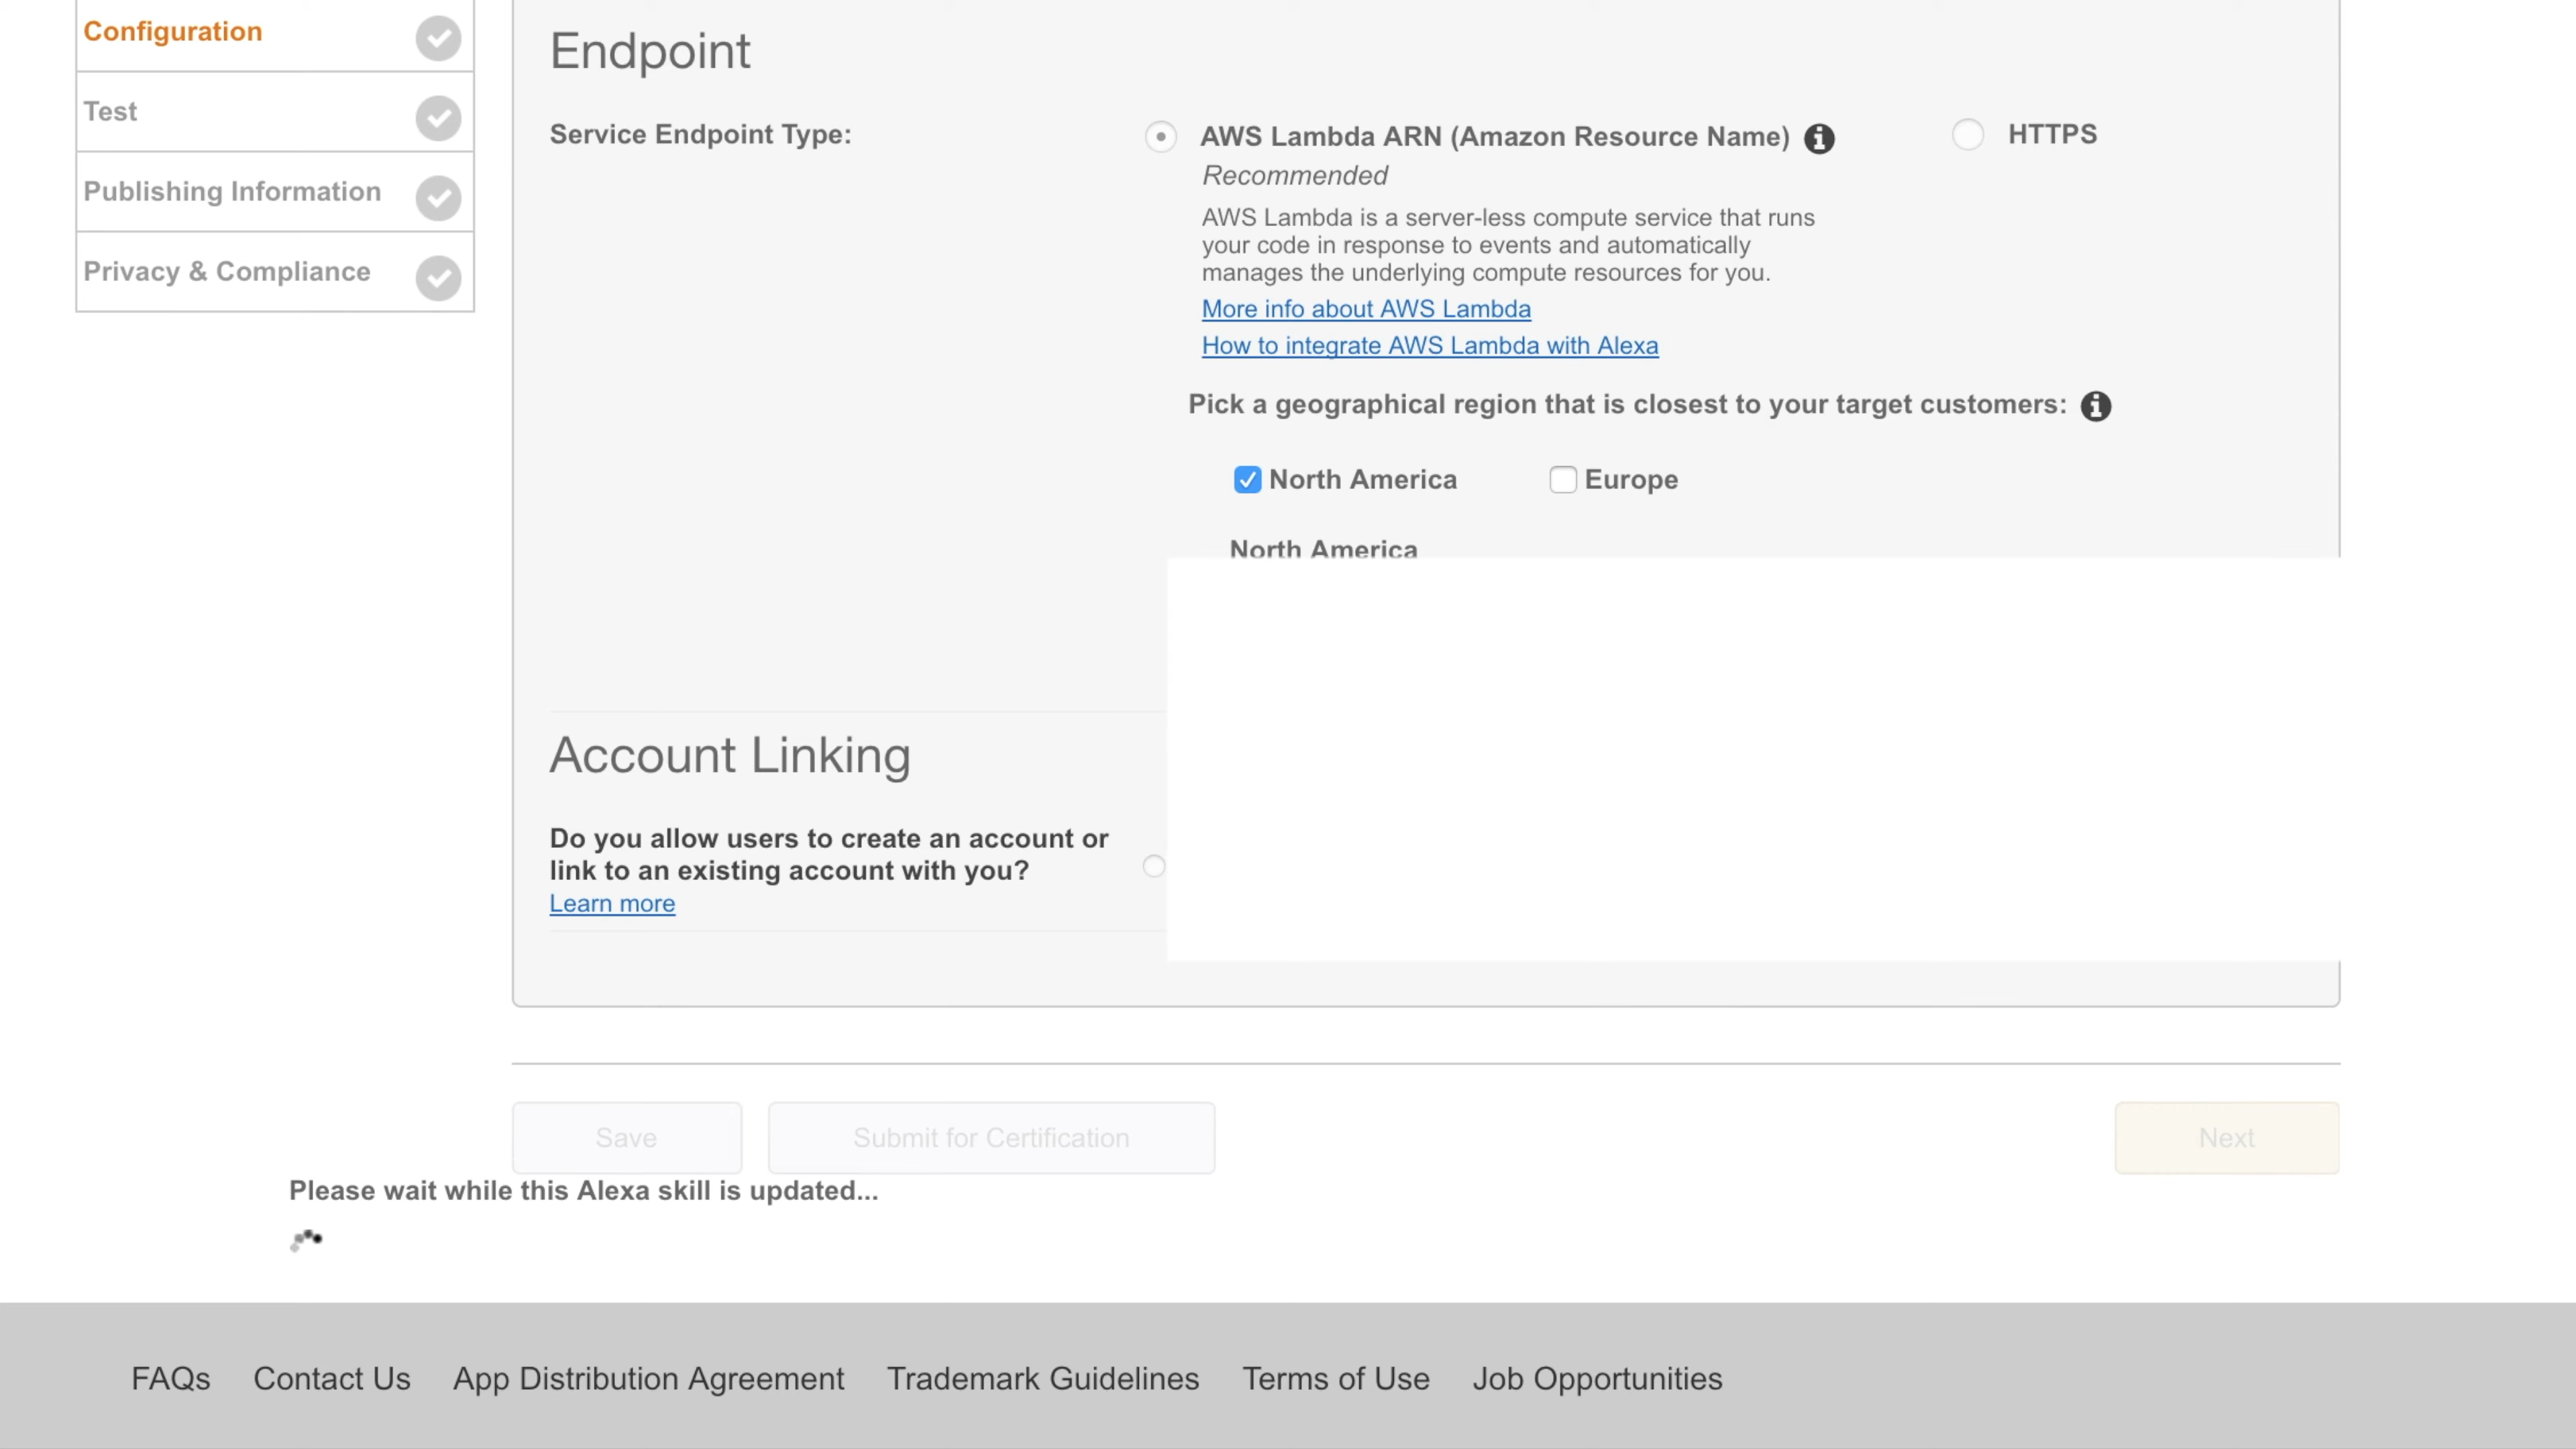 Configuration
Test
Publishing Information
Privacy & Compliance
Endpoint
Service Endpoint Type:
AWS Lambda ARN (Amazon Resource Name)
HTTPS
Recommended
AWS Lambda is a server-less compute service that runs
your code in response to events and automatically
manages the underlying compute resources for you.
More info about AWS Lambda
How to integrate AWS Lambda with Alexa
Pick a geographical region that is closest to your target customers:
North America
Europe
North America
Account Linking
Do you allow users to create an account or
link to an existing account with you?
Learn more
Save
Submit for Certification
Next
Please wait while this Alexa skill is updated...
FAQs
Contact Us
App Distribution Agreement
Trademark Guidelines
Terms of Use
Job Opportunities